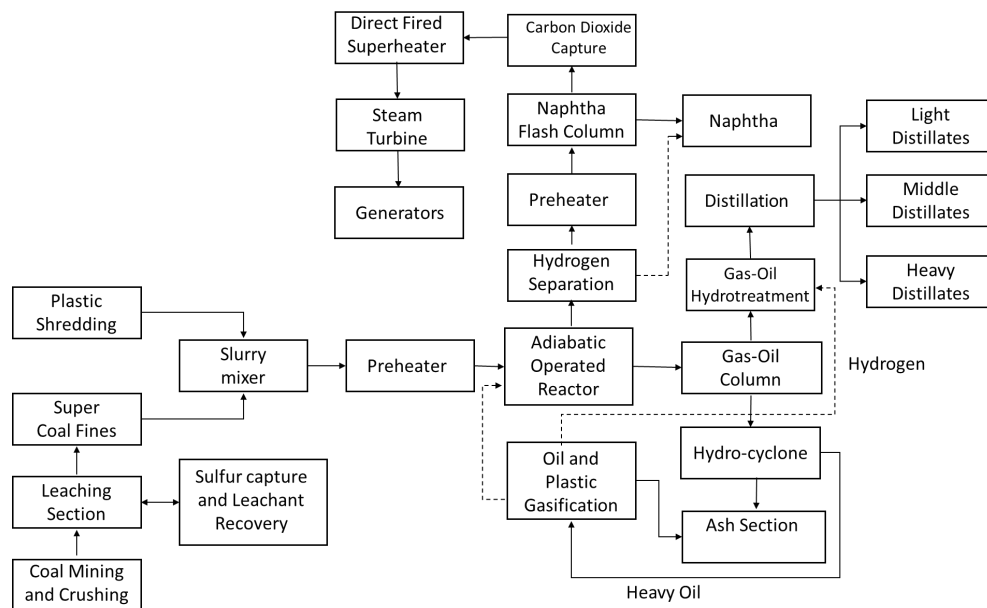 Direct Fired
Superheater
Carbon Dioxide
Capture
Steam
Turbine
Naphtha
Flash Column
Naphtha
Light
Distillates
Generators
Preheater
Distillation
Middle
Distillates
Hydrogen
Separation
Gas-Oil
Hydrotreatment
Heavy
Distillates
Plastic
Shredding
Slurry
mixer
Preheater
Adiabatic
Operated
Reactor
Gas-Oil
Column
Hydrogen
Super
Coal Fines
Oil and
Plastic
Gasification
Hydro-cyclone
Leaching
Section
Sulfur capture
and Leachant
Recovery
Ash Section
Coal Mining
and Crushing
Heavy Oil